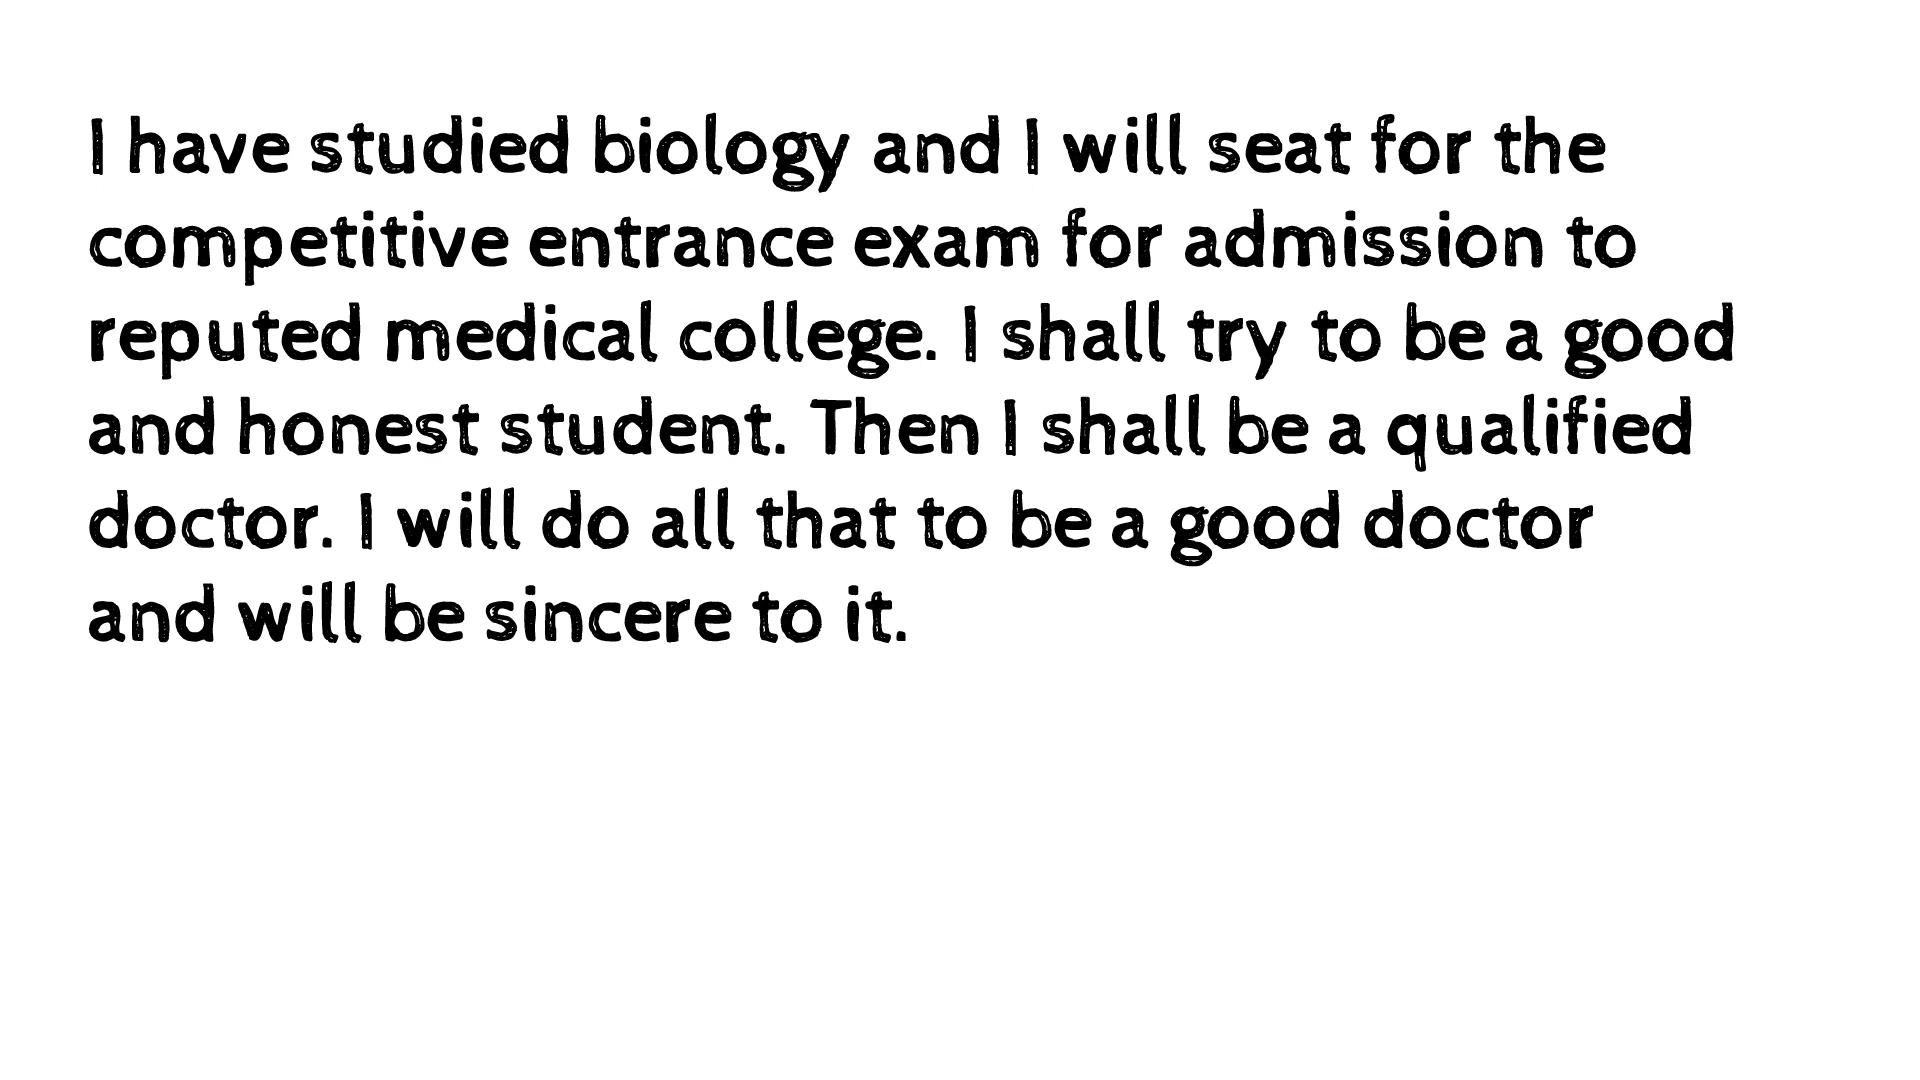 I have studied biology and I will seat for the
competitive entrance exam for admission to
reputed medical college. I shall try to be a good
and honest student. Then I shall be a qualified
doctor. I will do all that to be a good doctor
and will be sincere to it.